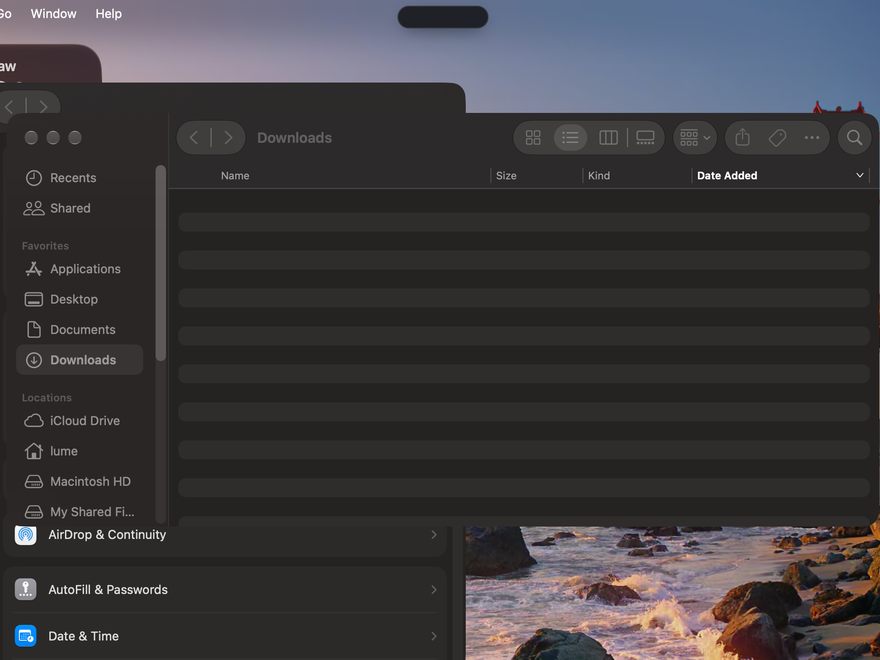 Go Window Help
aw
Downloads
Name Size Kind Date Added
Recents
Shared
Favorites
Applications
Desktop
Documents
Downloads
Locations
iCloud Drive
lume
Macintosh HD
My Shared Fi...
AirDrop & Continuity
AutoFill & Passwords
Date & Time